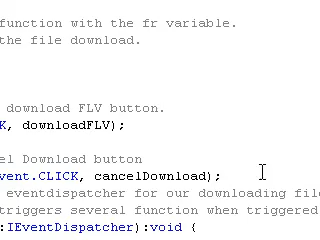 function with the fr variable.
the file download.
download FLV button.
K, downloadFLV);
el Download button
vent.CLICK, cancelDownload);
eventdispatcher for our downloading file
triggers several function when triggered
:IEventDispatcher):void {